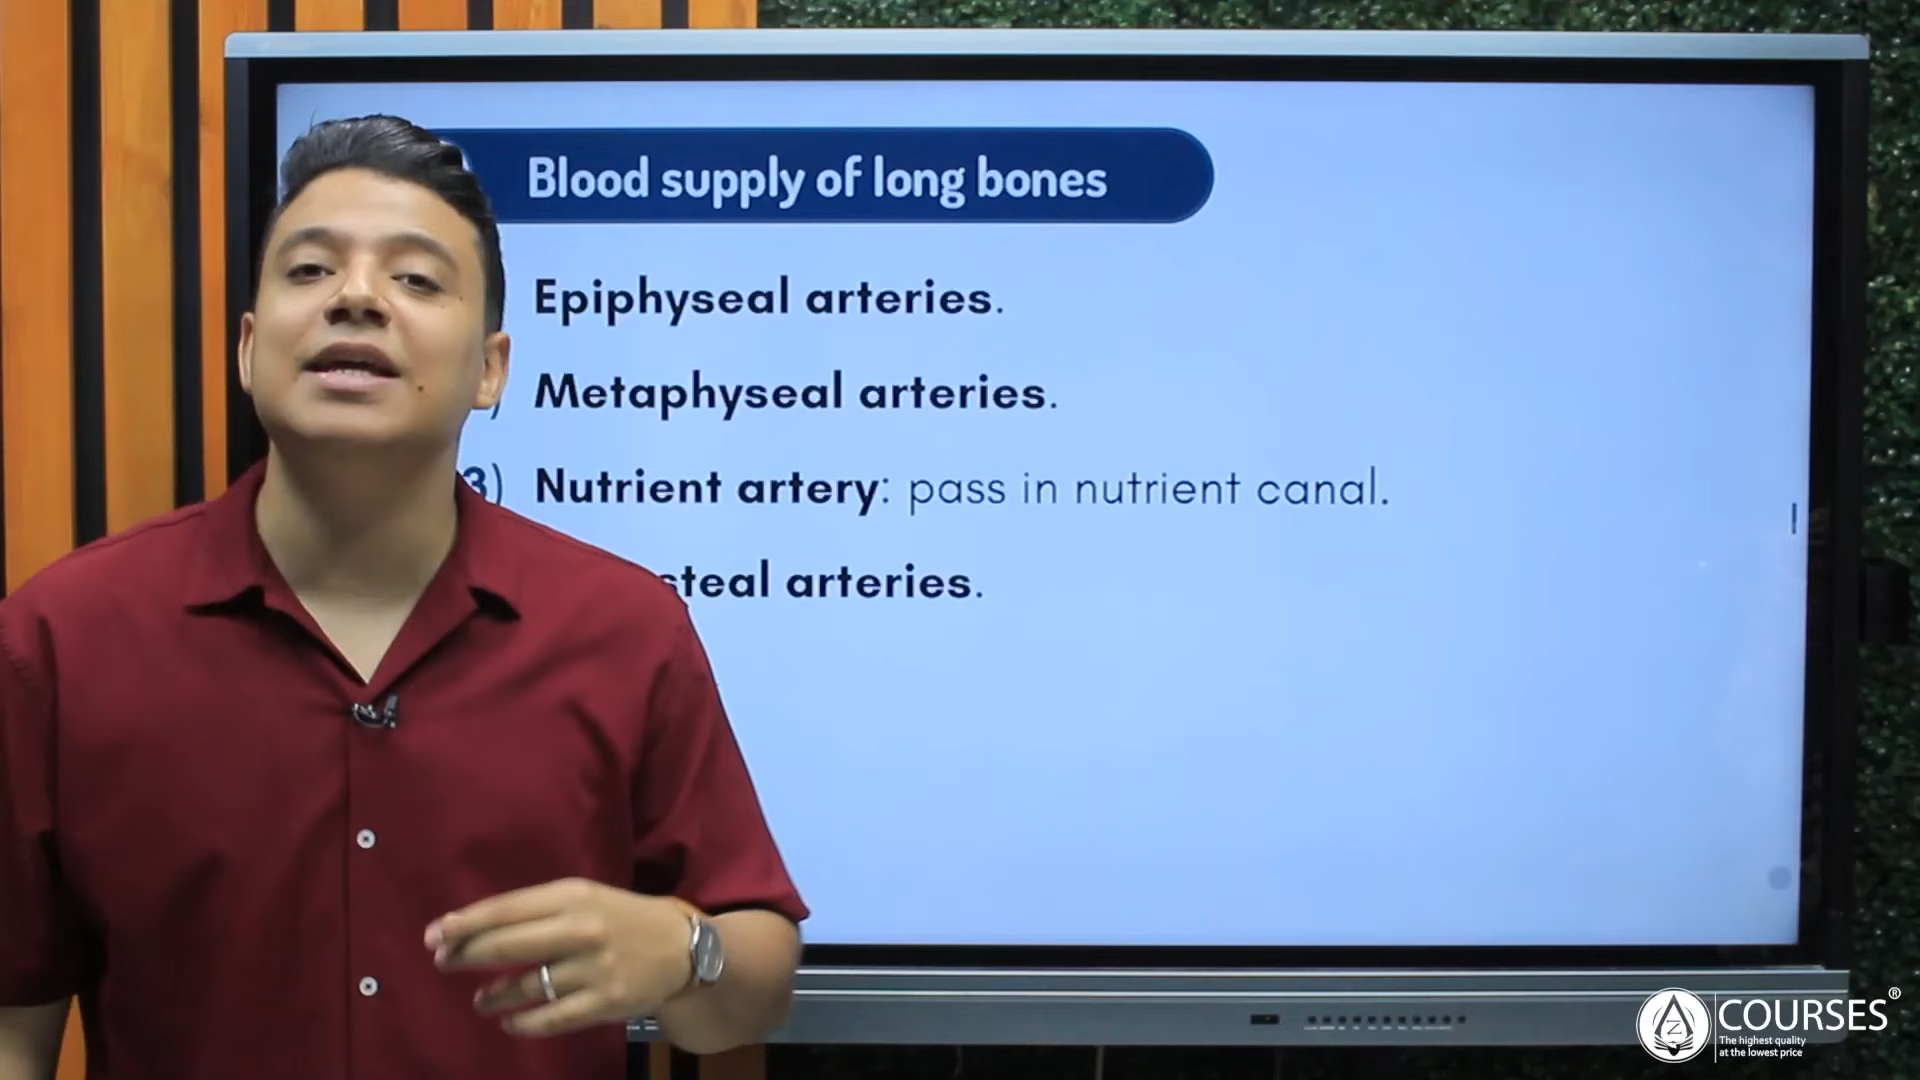 Blood supply of long bones
Epiphyseal arteries.
) Metaphyseal arteries.
3) Nutrient artery: pass in nutrient canal.
steal arteries.
COURSES®
The highest quality
at the lowest price